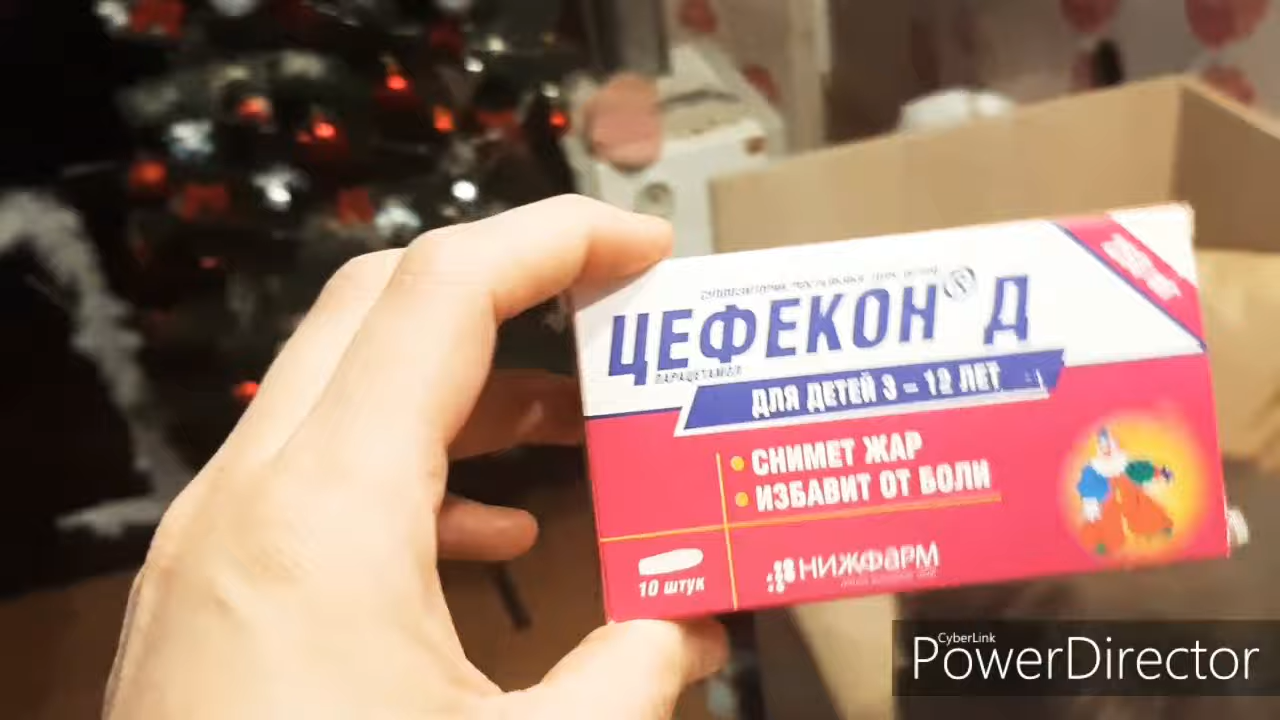 ЦЕФЕКОН® Д
ПАРАЦЕТАМОЛ
ДЛЯ ДЕТЕЙ 3 – 12 ЛЕТ
СНИМЕТ ЖАР
ИЗБАВИТ ОТ БОЛИ
10 штук
НИЖФАРМ
CyberLink
PowerDirector